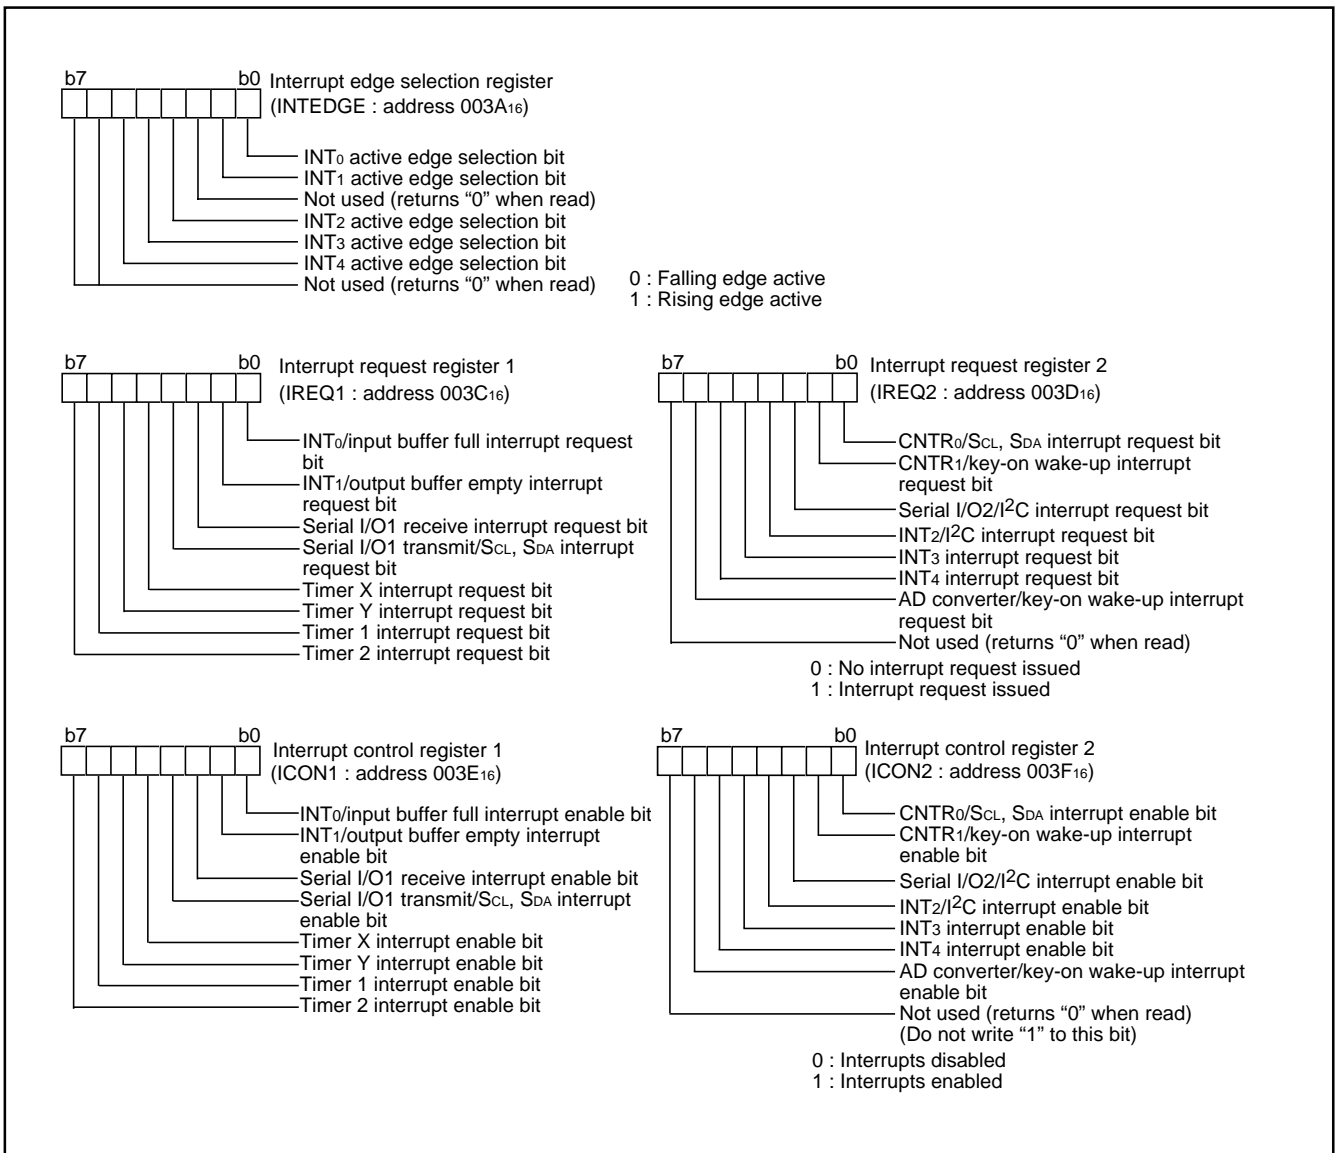 b7 b0 Interrupt edge selection register
(INTEDGE : address 003A16)
INT0 active edge selection bit
INT1 active edge selection bit
Not used (returns “0” when read)
INT2 active edge selection bit
INT3 active edge selection bit
INT4 active edge selection bit
Not used (returns “0” when read)
0 : Falling edge active
1 : Rising edge active
b7 b0 Interrupt request register 1
(IREQ1 : address 003C16)
INT0/input buffer full interrupt request
bit
INT1/output buffer empty interrupt
request bit
Serial I/O1 receive interrupt request bit
Serial I/O1 transmit/SCL, SDA interrupt
request bit
Timer X interrupt request bit
Timer Y interrupt request bit
Timer 1 interrupt request bit
Timer 2 interrupt request bit
b7 b0 Interrupt request register 2
(IREQ2 : address 003D16)
CNTR0/SCL, SDA interrupt request bit
CNTR1/key-on wake-up interrupt
request bit
Serial I/O2/I2C interrupt request bit
INT2/I2C interrupt request bit
INT3 interrupt request bit
INT4 interrupt request bit
AD converter/key-on wake-up interrupt
request bit
Not used (returns “0” when read)
0 : No interrupt request issued
1 : Interrupt request issued
b7 b0 Interrupt control register 1
(ICON1 : address 003E16)
INT0/input buffer full interrupt enable bit
INT1/output buffer empty interrupt
enable bit
Serial I/O1 receive interrupt enable bit
Serial I/O1 transmit/SCL, SDA interrupt
enable bit
Timer X interrupt enable bit
Timer Y interrupt enable bit
Timer 1 interrupt enable bit
Timer 2 interrupt enable bit
b7 b0 Interrupt control register 2
(ICON2 : address 003F16)
CNTR0/SCL, SDA interrupt enable bit
CNTR1/key-on wake-up interrupt
enable bit
Serial I/O2/I2C interrupt enable bit
INT2/I2C interrupt enable bit
INT3 interrupt enable bit
INT4 interrupt enable bit
AD converter/key-on wake-up interrupt
enable bit
Not used (returns “0” when read)
(Do not write “1” to this bit)
0 : Interrupts disabled
1 : Interrupts enabled